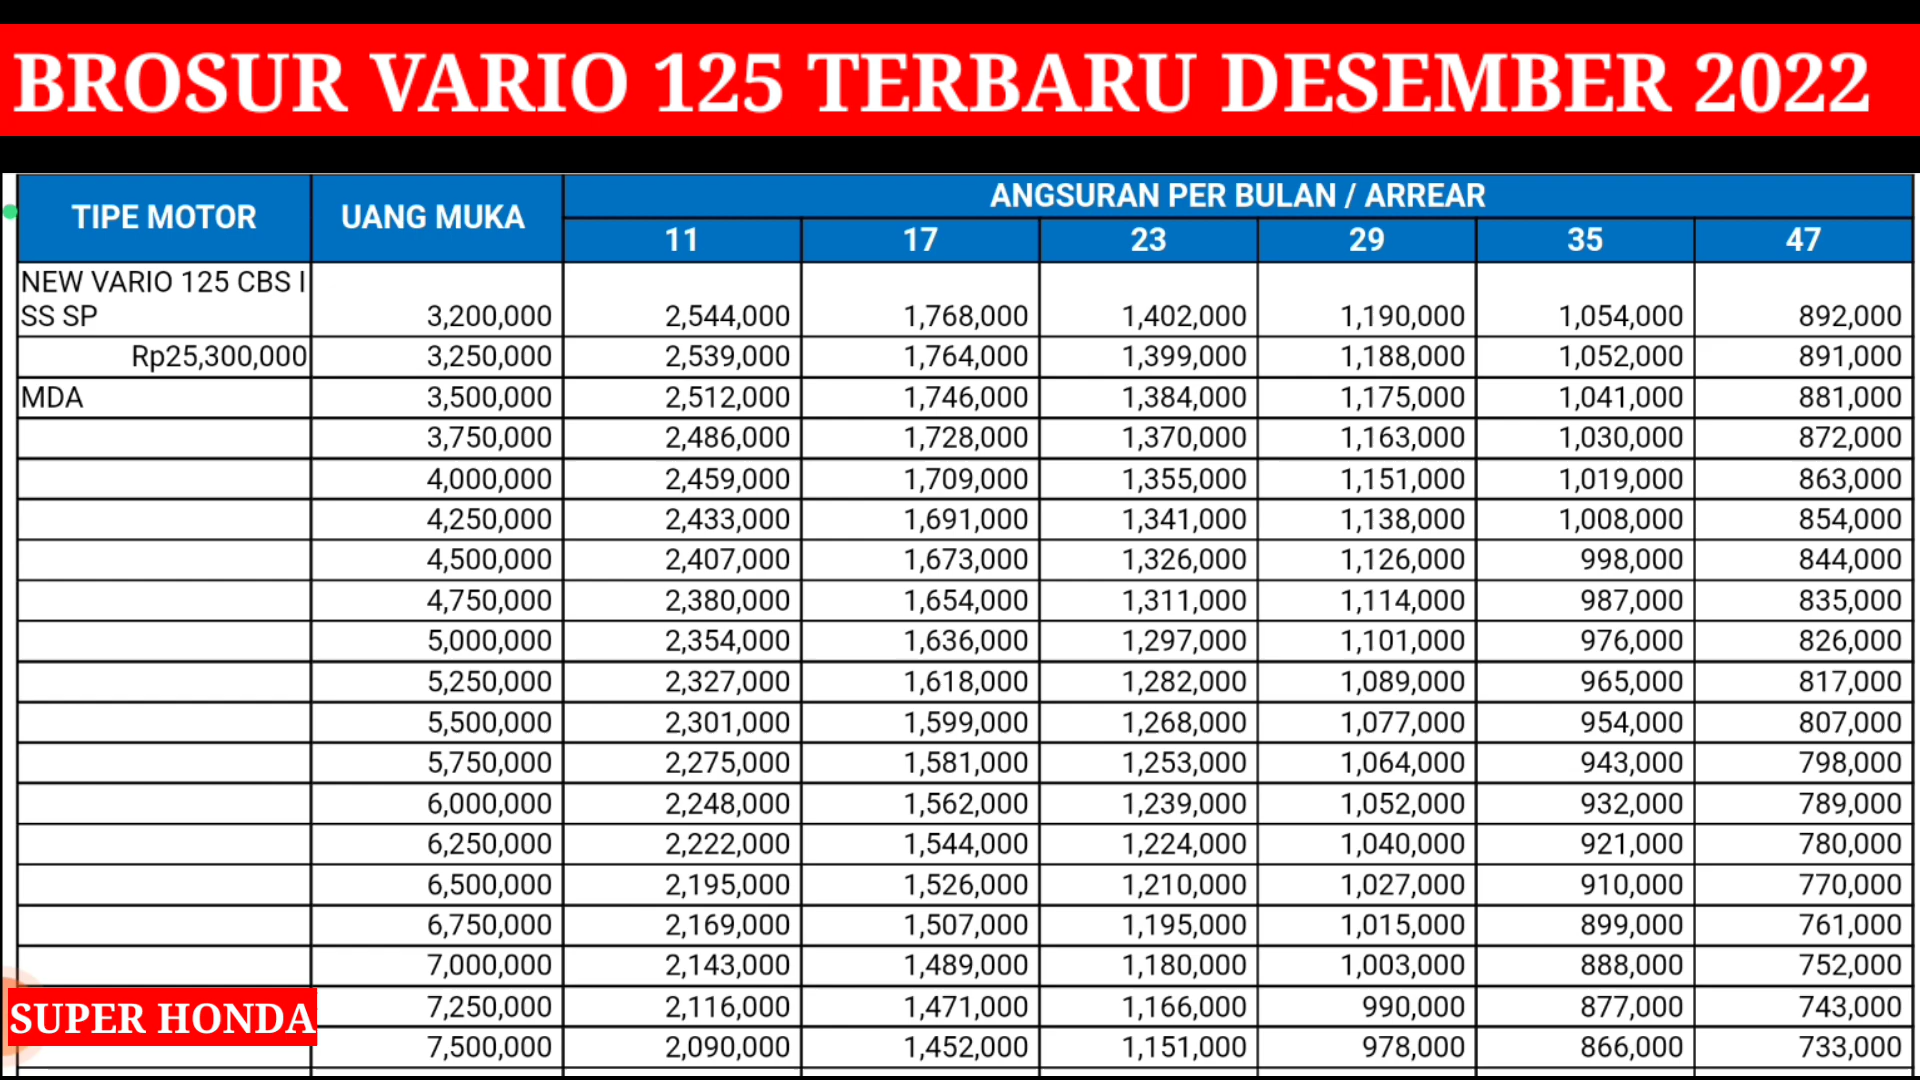 BROSUR VARIO 125 TERBARU DESEMBER 2022
TIPE MOTOR UANG MUKA ANGSURAN PER BULAN / ARREAR
11 17 23 29 35 47
NEW VARIO 125 CBS I
SS SP 3,200,000 2,544,000 1,768,000 1,402,000 1,190,000 1,054,000 892,000
Rp25,300,000 3,250,000 2,539,000 1,764,000 1,399,000 1,188,000 1,052,000 891,000
MDA 3,500,000 2,512,000 1,746,000 1,384,000 1,175,000 1,041,000 881,000
3,750,000 2,486,000 1,728,000 1,370,000 1,163,000 1,030,000 872,000
4,000,000 2,459,000 1,709,000 1,355,000 1,151,000 1,019,000 863,000
4,250,000 2,433,000 1,691,000 1,341,000 1,138,000 1,008,000 854,000
4,500,000 2,407,000 1,673,000 1,326,000 1,126,000 998,000 844,000
4,750,000 2,380,000 1,654,000 1,311,000 1,114,000 987,000 835,000
5,000,000 2,354,000 1,636,000 1,297,000 1,101,000 976,000 826,000
5,250,000 2,327,000 1,618,000 1,282,000 1,089,000 965,000 817,000
5,500,000 2,301,000 1,599,000 1,268,000 1,077,000 954,000 807,000
5,750,000 2,275,000 1,581,000 1,253,000 1,064,000 943,000 798,000
6,000,000 2,248,000 1,562,000 1,239,000 1,052,000 932,000 789,000
6,250,000 2,222,000 1,544,000 1,224,000 1,040,000 921,000 780,000
6,500,000 2,195,000 1,526,000 1,210,000 1,027,000 910,000 770,000
6,750,000 2,169,000 1,507,000 1,195,000 1,015,000 899,000 761,000
7,000,000 2,143,000 1,489,000 1,180,000 1,003,000 888,000 752,000
SUPER HONDA 7,250,000 2,116,000 1,471,000 1,166,000 990,000 877,000 743,000
7,500,000 2,090,000 1,452,000 1,151,000 978,000 866,000 733,000